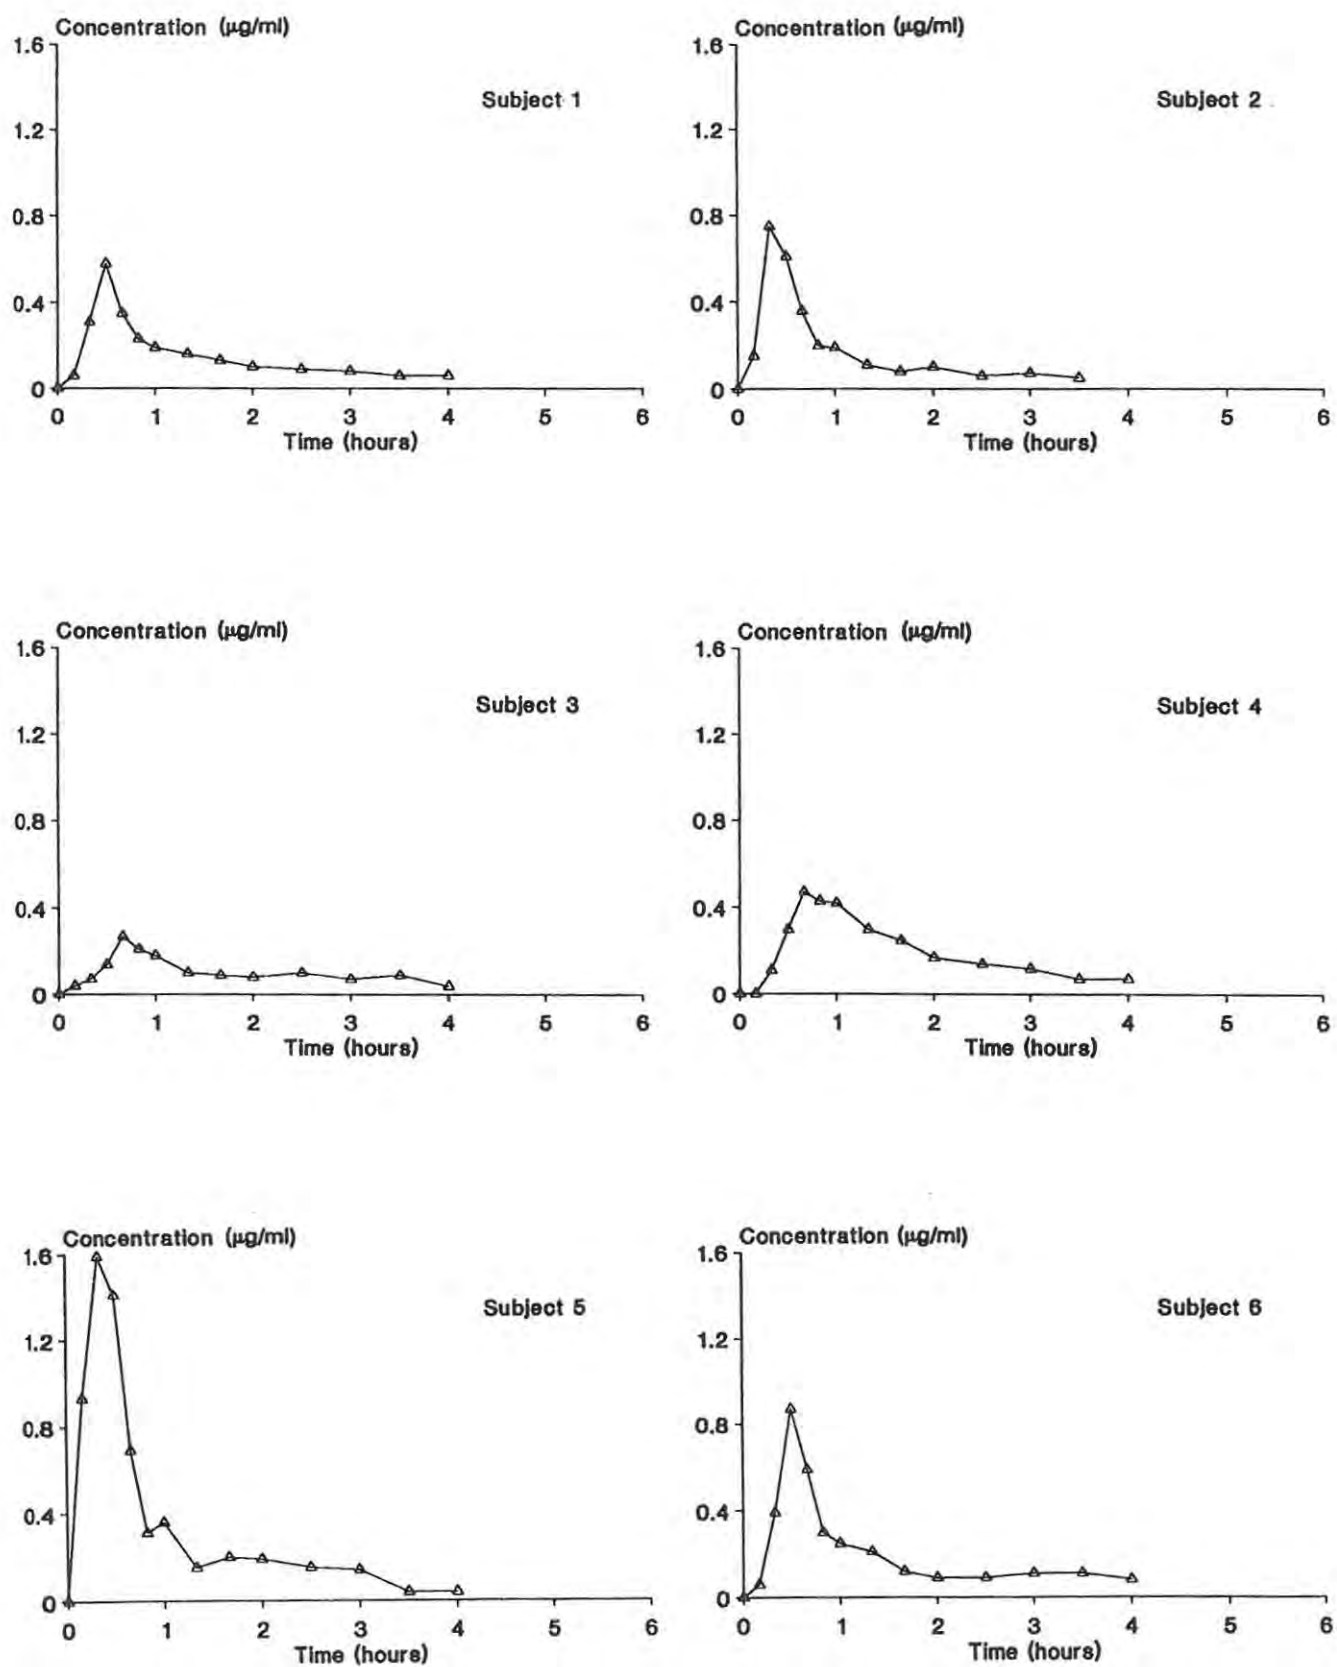 Concentration (µg/ml)
1.6
1.2
0.8
0.4
0
Subject 1
0 1 2 3 4 5 6
Time (hours)
Concentration (µg/ml)
1.6
1.2
0.8
0.4
0
Subject 2
0 1 2 3 4 5 6
Time (hours)
Concentration (µg/ml)
1.6
1.2
0.8
0.4
0
Subject 3
0 1 2 3 4 5 6
Time (hours)
Concentration (µg/ml)
1.6
1.2
0.8
0.4
0
Subject 4
0 1 2 3 4 5 6
Time (hours)
Concentration (µg/ml)
1.6
1.2
0.8
0.4
0
Subject 5
0 1 2 3 4 5 6
Time (hours)
Concentration (µg/ml)
1.6
1.2
0.8
0.4
0
Subject 6
0 1 2 3 4 5 6
Time (hours)